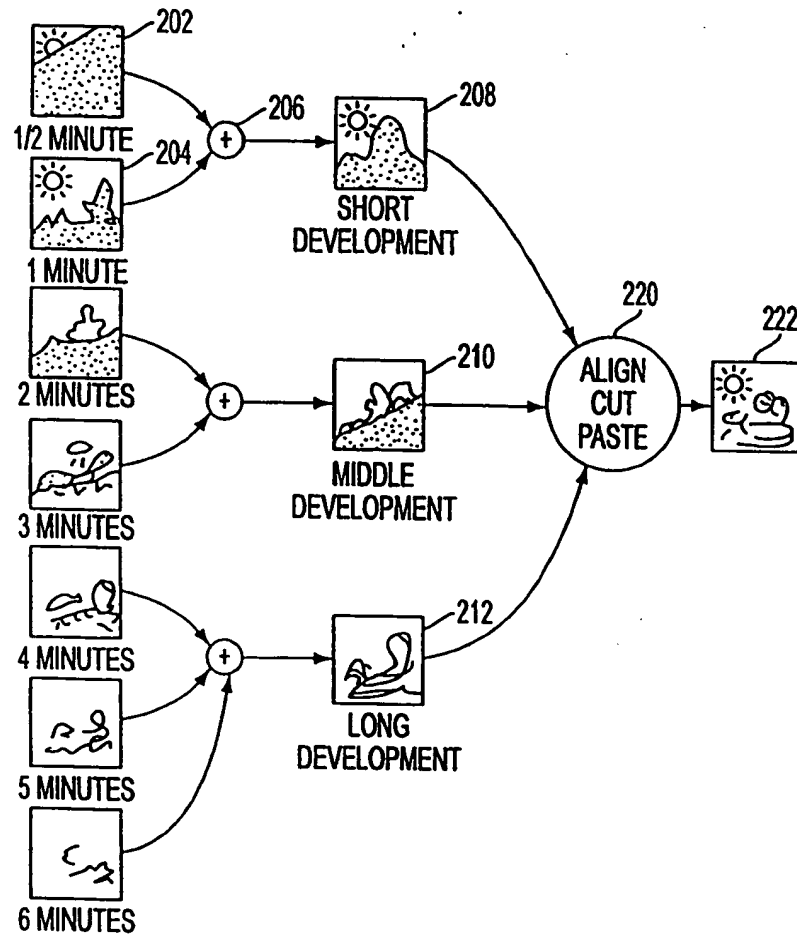 202
1/2 MINUTE
204
1 MINUTE
2 MINUTES
3 MINUTES
4 MINUTES
5 MINUTES
6 MINUTES
+
206
+
+
208
SHORT
DEVELOPMENT
210
MIDDLE
DEVELOPMENT
212
LONG
DEVELOPMENT
220
ALIGN
CUT
PASTE
222